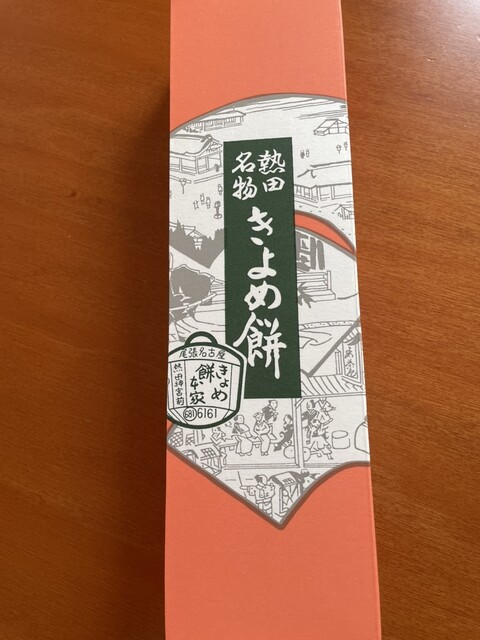 熱田
名物
きよめ餅
尾張名古屋
きよめ
餅本家
熱田神宮前
(681)6161